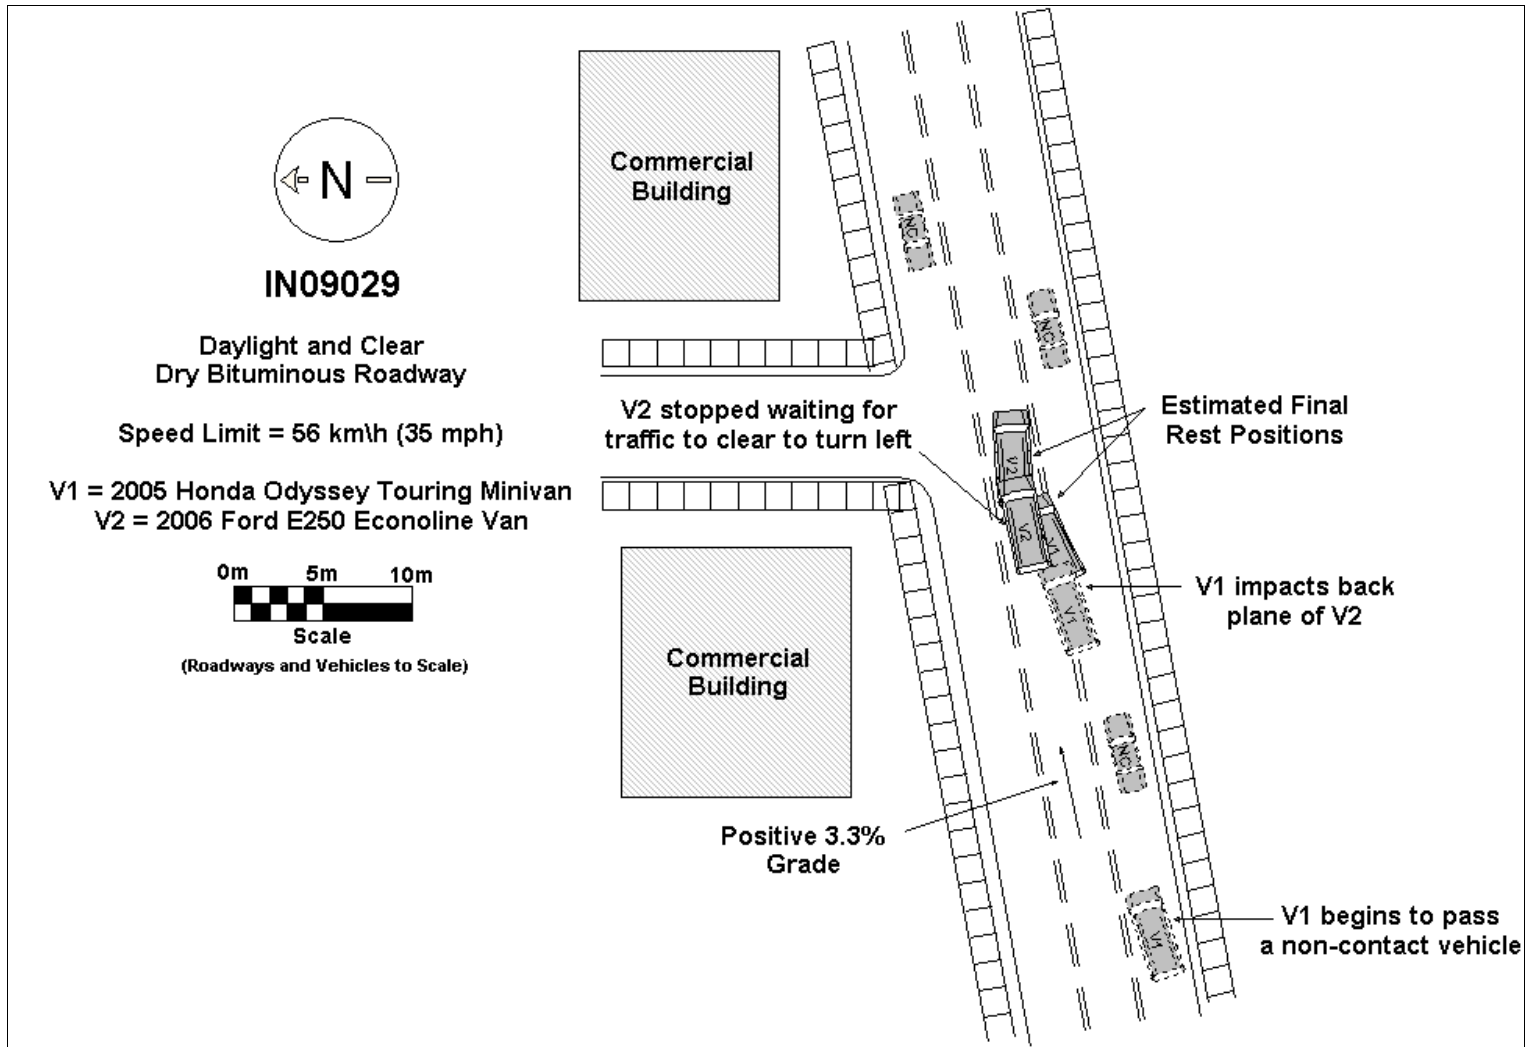 N
IN09029
Daylight and Clear
Dry Bituminous Roadway
Speed Limit = 56 km\h (35 mph)
V1 = 2005 Honda Odyssey Touring Minivan
V2 = 2006 Ford E250 Econoline Van
0m 5m 10m
Scale
(Roadways and Vehicles to Scale)
Commercial
Building
NC
NC
V2 stopped waiting for
traffic to clear to turn left
Estimated Final
Rest Positions
V2
V2
V1
V1
V1 impacts back
plane of V2
Commercial
Building
NC
Positive 3.3%
Grade
V1
V1 begins to pass
a non-contact vehicle